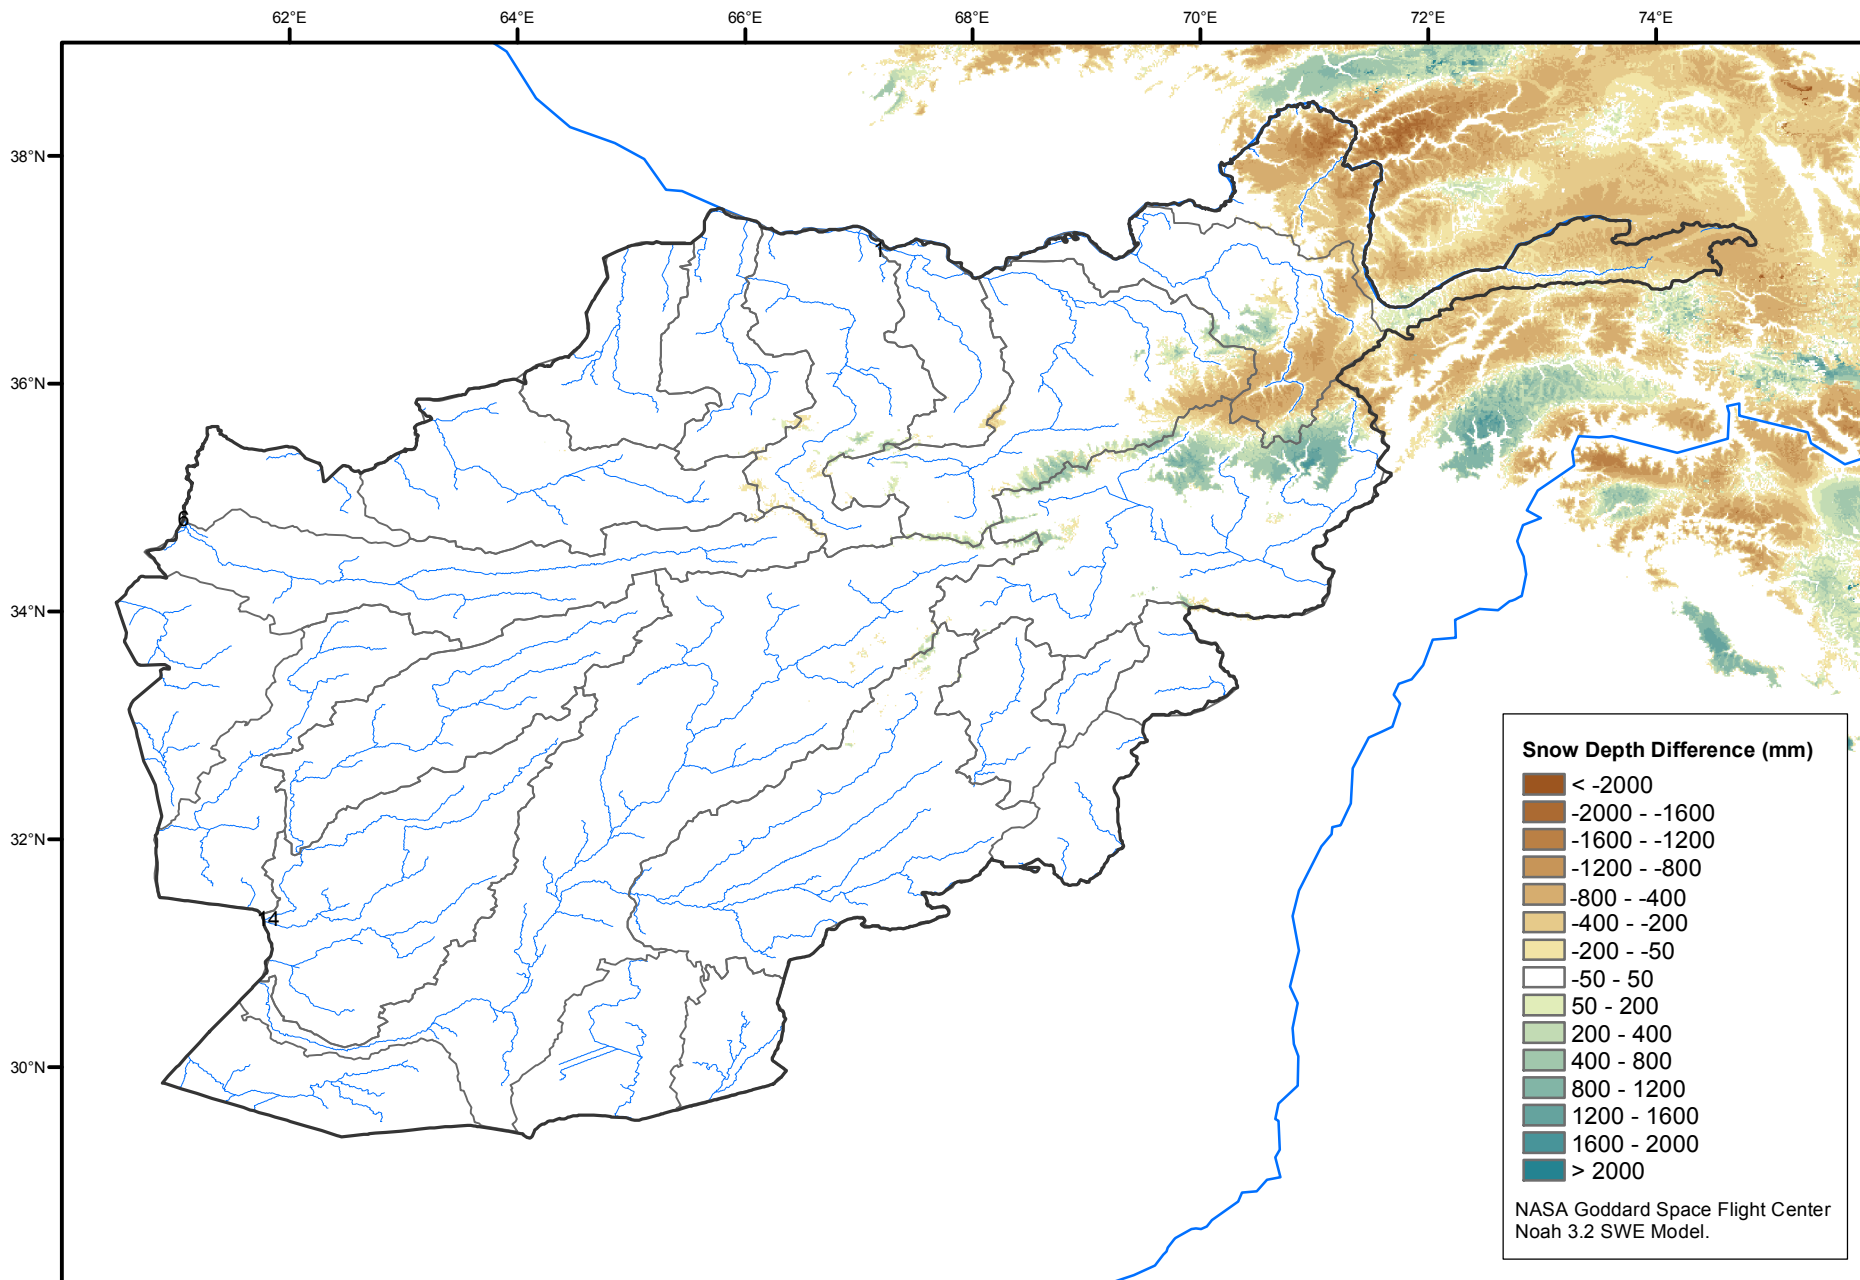 62°E 64°E 66°E 68°E 70°E 72°E 74°E
38°N
1
36°N
6
34°N
32°N
14
30°N
Snow Depth Difference (mm)
< -2000
-2000 - -1600
-1600 - -1200
-1200 - -800
-800 - -400
-400 - -200
-200 - -50
-50 - 50
50 - 200
200 - 400
400 - 800
800 - 1200
1200 - 1600
1600 - 2000
> 2000
NASA Goddard Space Flight Center
Noah 3.2 SWE Model.